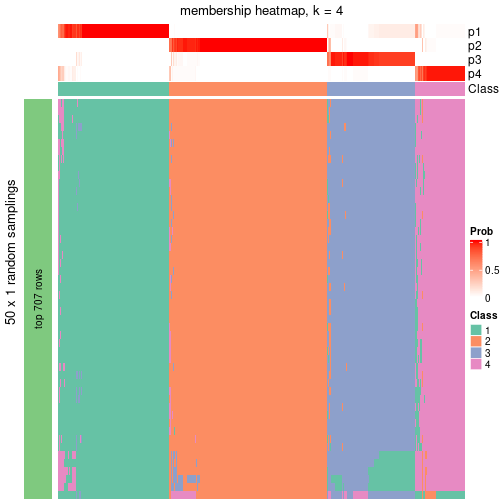 membership heatmap, k = 4
p1
p2
p3
p4
Class
50 x 1 random samplings
top 707 rows
Prob
1
0.5
0
Class
1
2
3
4